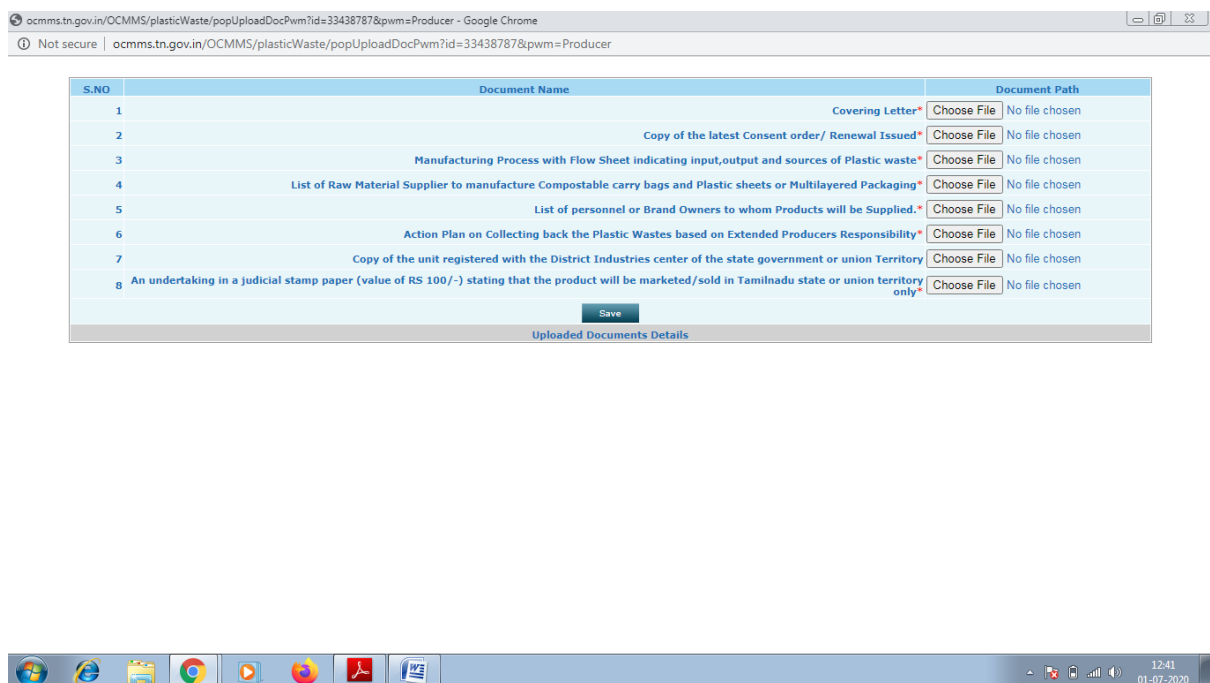 ocmms.tn.gov.in/OCMMS/plasticWaste/popUploadDocPwm?id=33438787&pwm=Producer - Google Chrome
Not secure | ocmms.tn.gov.in/OCMMS/plasticWaste/popUploadDocPwm?id=33438787&pwm=Producer
S.NO Document Name Document Path
1 Covering Letter* Choose File No file chosen
2 Copy of the latest Consent order/ Renewal Issued* Choose File No file chosen
3 Manufacturing Process with Flow Sheet indicating input,output and sources of Plastic waste* Choose File No file chosen
4 List of Raw Material Supplier to manufacture Compostable carry bags and Plastic sheets or Multilayered Packaging* Choose File No file chosen
5 List of personnel or Brand Owners to whom Products will be Supplied.* Choose File No file chosen
6 Action Plan on Collecting back the Plastic Wastes based on Extended Producers Responsibility* Choose File No file chosen
7 Copy of the unit registered with the District Industries center of the state government or union Territory Choose File No file chosen
8 An undertaking in a judicial stamp paper (value of RS 100/-) stating that the product will be marketed/sold in Tamilnadu state or union territory
only* Choose File No file chosen
Save
Uploaded Documents Details
12:41
01-07-2020